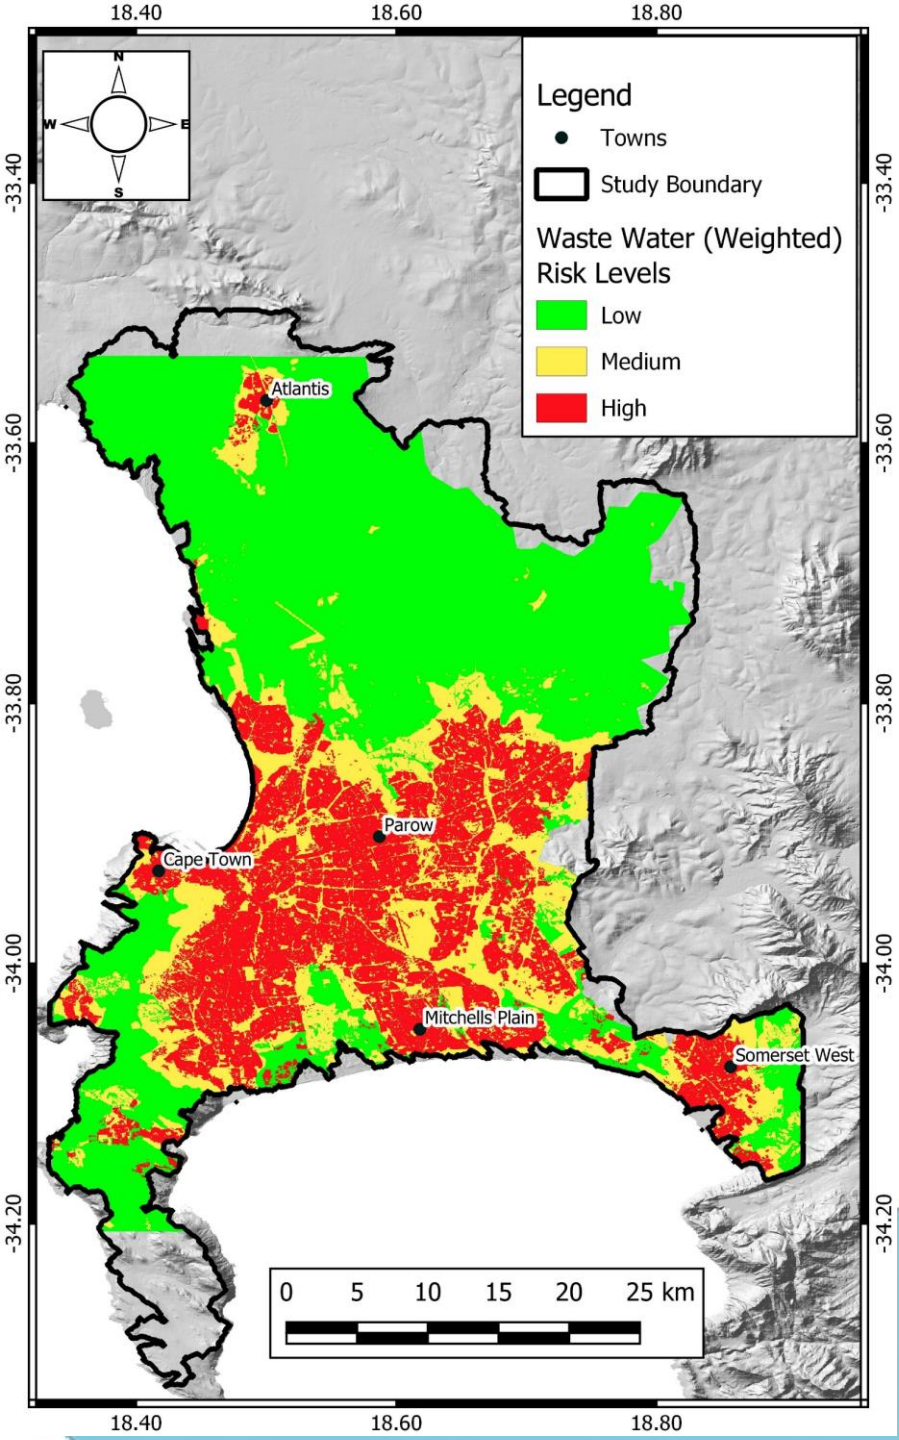 18.40 18.60 18.80
N
W E
S
Legend
Towns
Study Boundary
Waste Water (Weighted)
Risk Levels
Low
Medium
High
-33.40 -33.40
-33.60 -33.60
-33.80 -33.80
-34.00 -34.00
-34.20 -34.20
Atlantis
Parow
Cape Town
Mitchells Plain
Somerset West
0 5 10 15 20 25 km
18.40 18.60 18.80